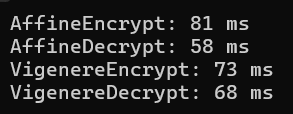 AffineEncrypt: 81 ms
AffineDecrypt: 58 ms
VigenereEncrypt: 73 ms
VigenereDecrypt: 68 ms